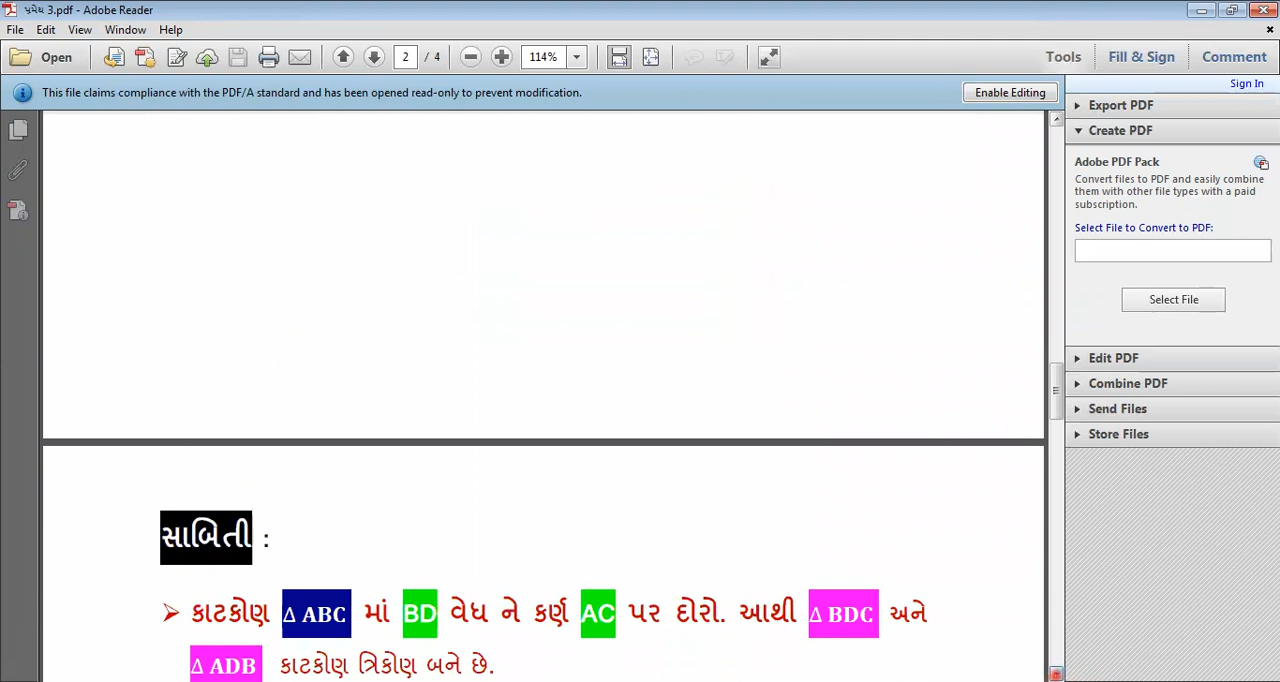 પ્રમેય 3.pdf - Adobe Reader
File Edit View Window Help
Open 2 / 4 114% Tools Fill & Sign Comment
This file claims compliance with the PDF/A standard and has been opened read-only to prevent modification. Enable Editing
Sign In
Export PDF
Create PDF
Adobe PDF Pack
Convert files to PDF and easily combine
them with other file types with a paid
subscription.
Select File to Convert to PDF:
Select File
Edit PDF
Combine PDF
Send Files
Store Files
સાબિતી :
કાટકોણ Δ ABC માં BD વેધ ને કર્ણ AC પર દોરો. આથી Δ BDC અને
Δ ADB કાટકોણ ત્રિકોણ બને છે.